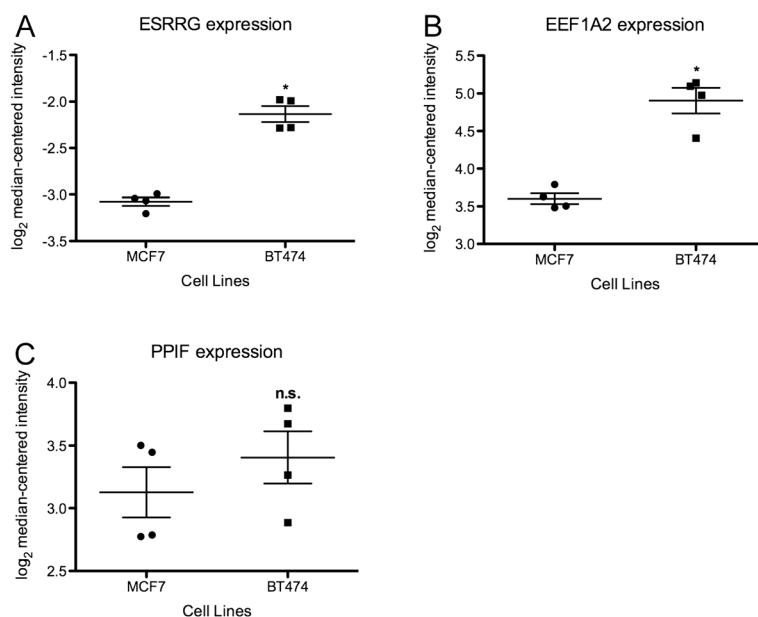 A
ESRRG expression
log2 median-centered intensity
-1.5
-2.0
-2.5
-3.0
-3.5
*
MCF7
BT474
Cell Lines
B
EEF1A2 expression
log2 median-centered intensity
5.5
5.0
4.5
4.0
3.5
3.0
*
MCF7
BT474
Cell Lines
C
PPIF expression
log2 median-centered intensity
4.0
3.5
3.0
2.5
n.s.
MCF7
BT474
Cell Lines